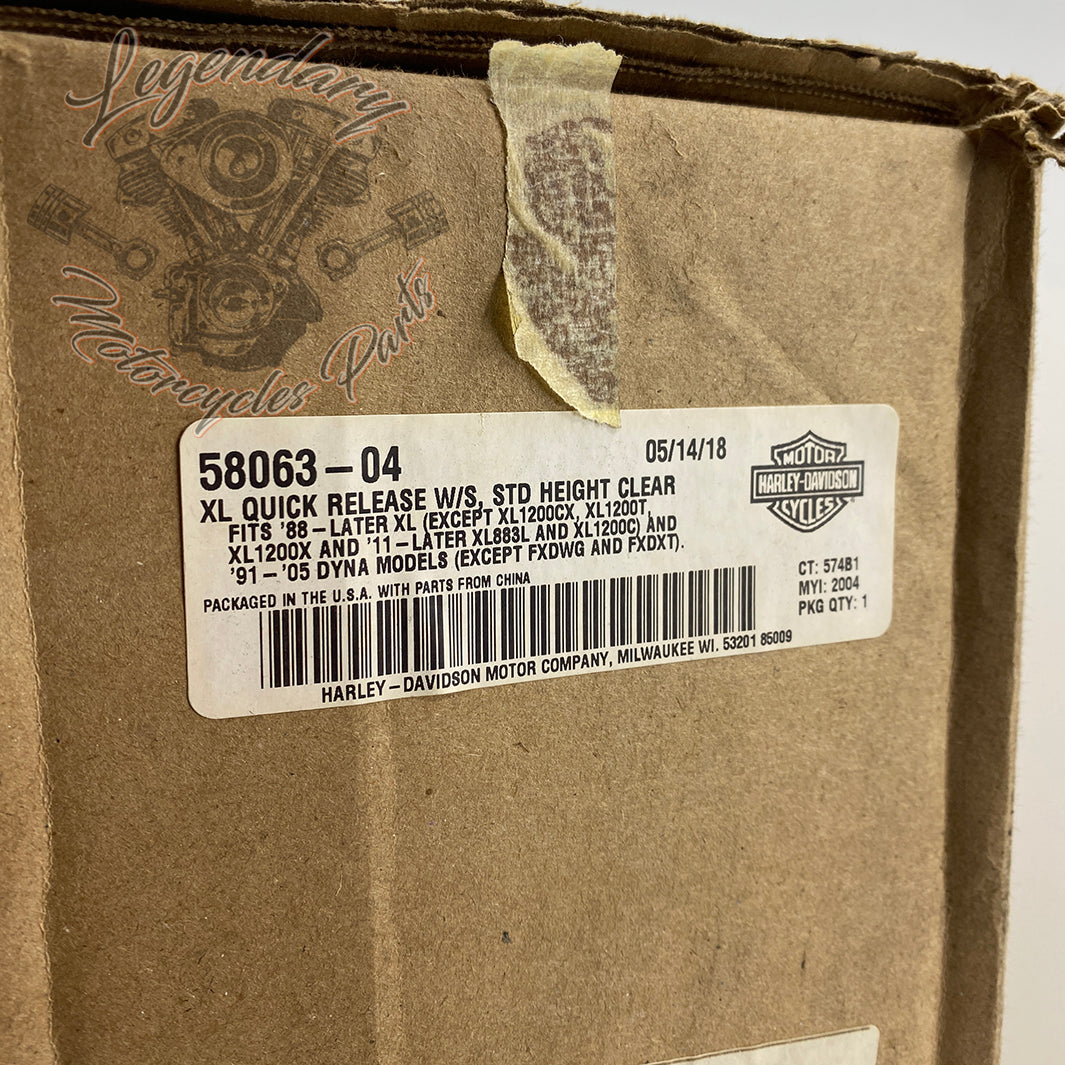 Legendary
Motorcycles Parts
58063-04
05/14/18
XL QUICK RELEASE W/S, STD HEIGHT CLEAR
FITS '88-LATER XL (EXCEPT XL1200CX, XL1200T,
XL1200X AND '11-LATER XL883L AND XL1200C) AND
'91-'05 DYNA MODELS (EXCEPT FXDWG AND FXDXT).
PACKAGED IN THE U.S.A. WITH PARTS FROM CHINA
HARLEY-DAVIDSON MOTOR COMPANY, MILWAUKEE WI. 53201 85009
MOTOR
HARLEY-DAVIDSON
CYCLES
CT: 574B1
MYI: 2004
PKG QTY: 1